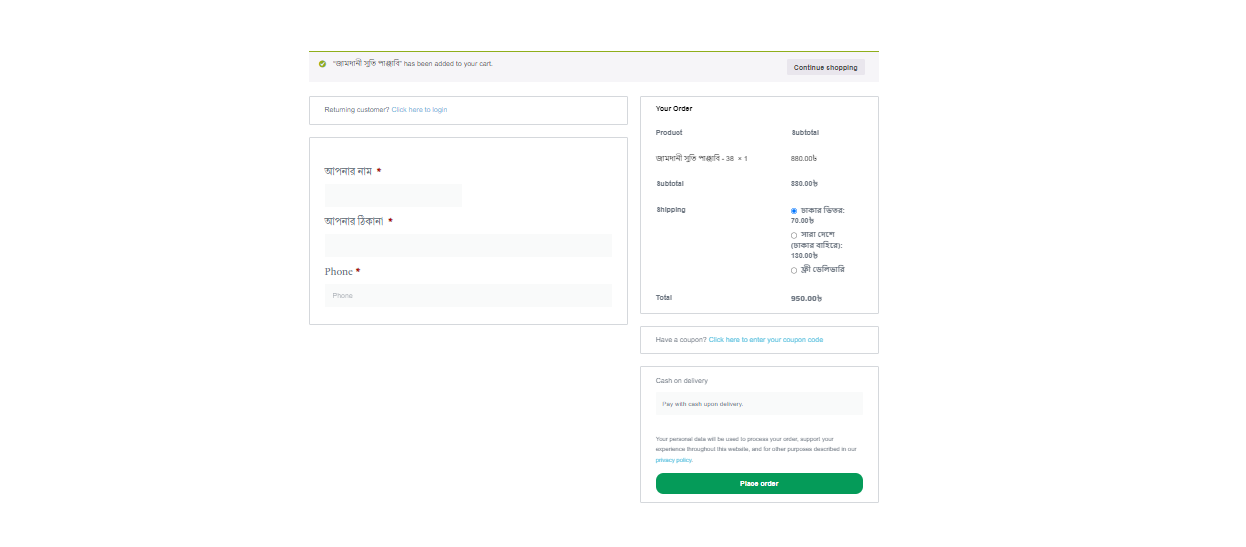 "জামদানী সুতি পাঞ্জাবি" has been added to your cart.
Continue shopping
Returning customer? Click here to login
আপনার নাম *
আপনার ঠিকানা *
Phone *
Phone
Your Order
Product Subtotal
জামদানী সুতি পাঞ্জাবি - 38 × 1 880.00৳
Subtotal 880.00৳
Shipping
ঢাকার ভিতর:
70.00৳
সারা দেশে
(ঢাকার বাহিরে):
130.00৳
ফ্রী ডেলিভারি
Total 950.00৳
Have a coupon? Click here to enter your coupon code
Cash on delivery
Pay with cash upon delivery.
Your personal data will be used to process your order, support your
experience throughout this website, and for other purposes described in our
privacy policy.
Place order